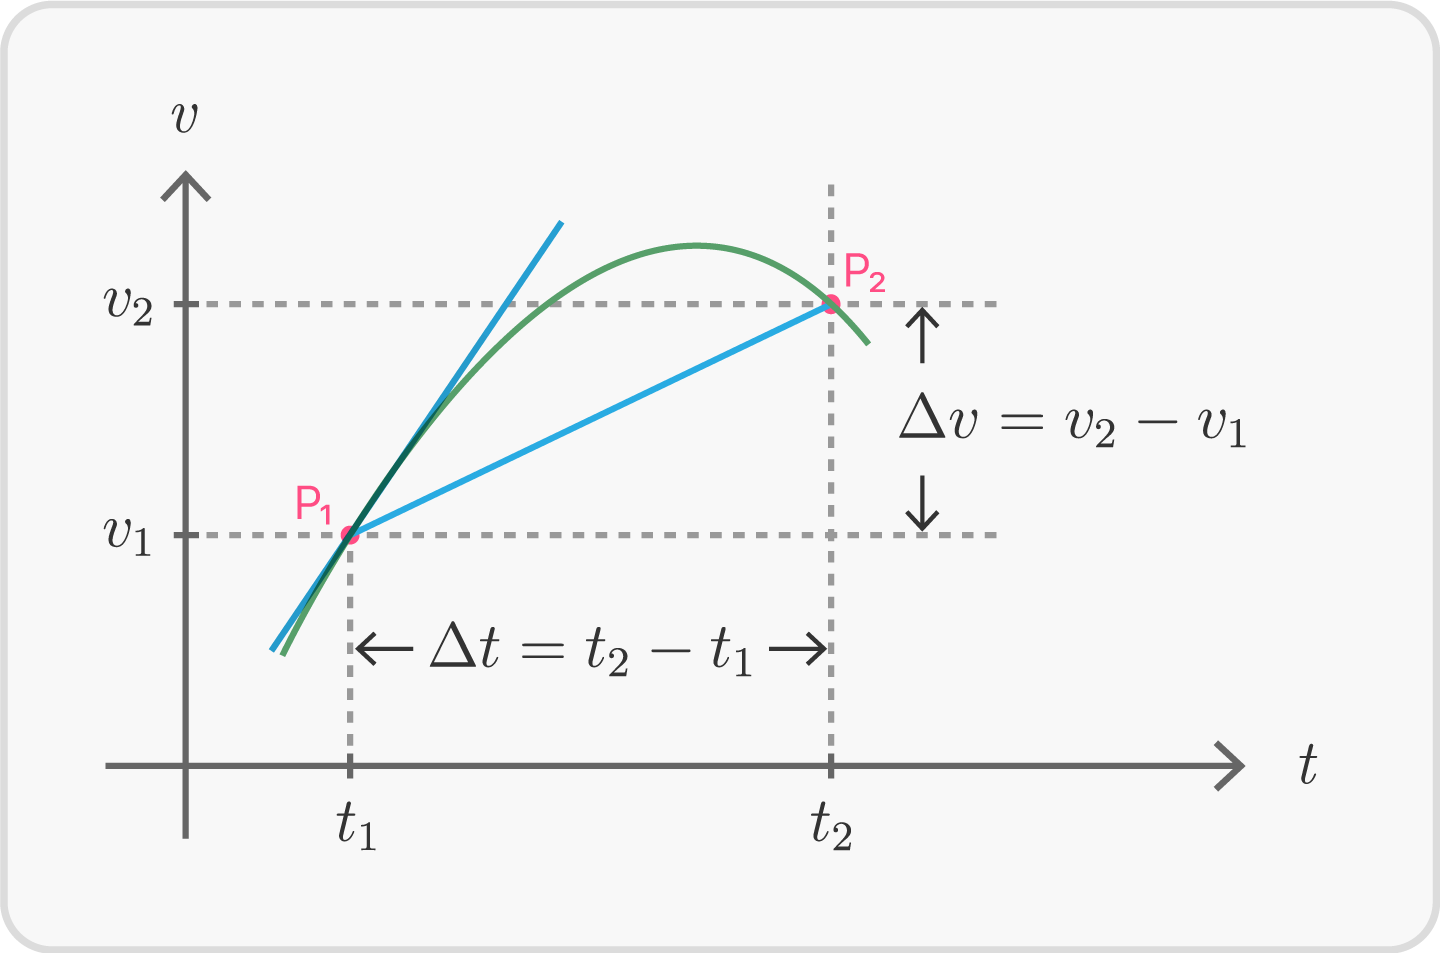 v
P₂
v₂
Δv = v₂ − v₁
P₁
v₁
Δt = t₂ − t₁
t
t₁
t₂